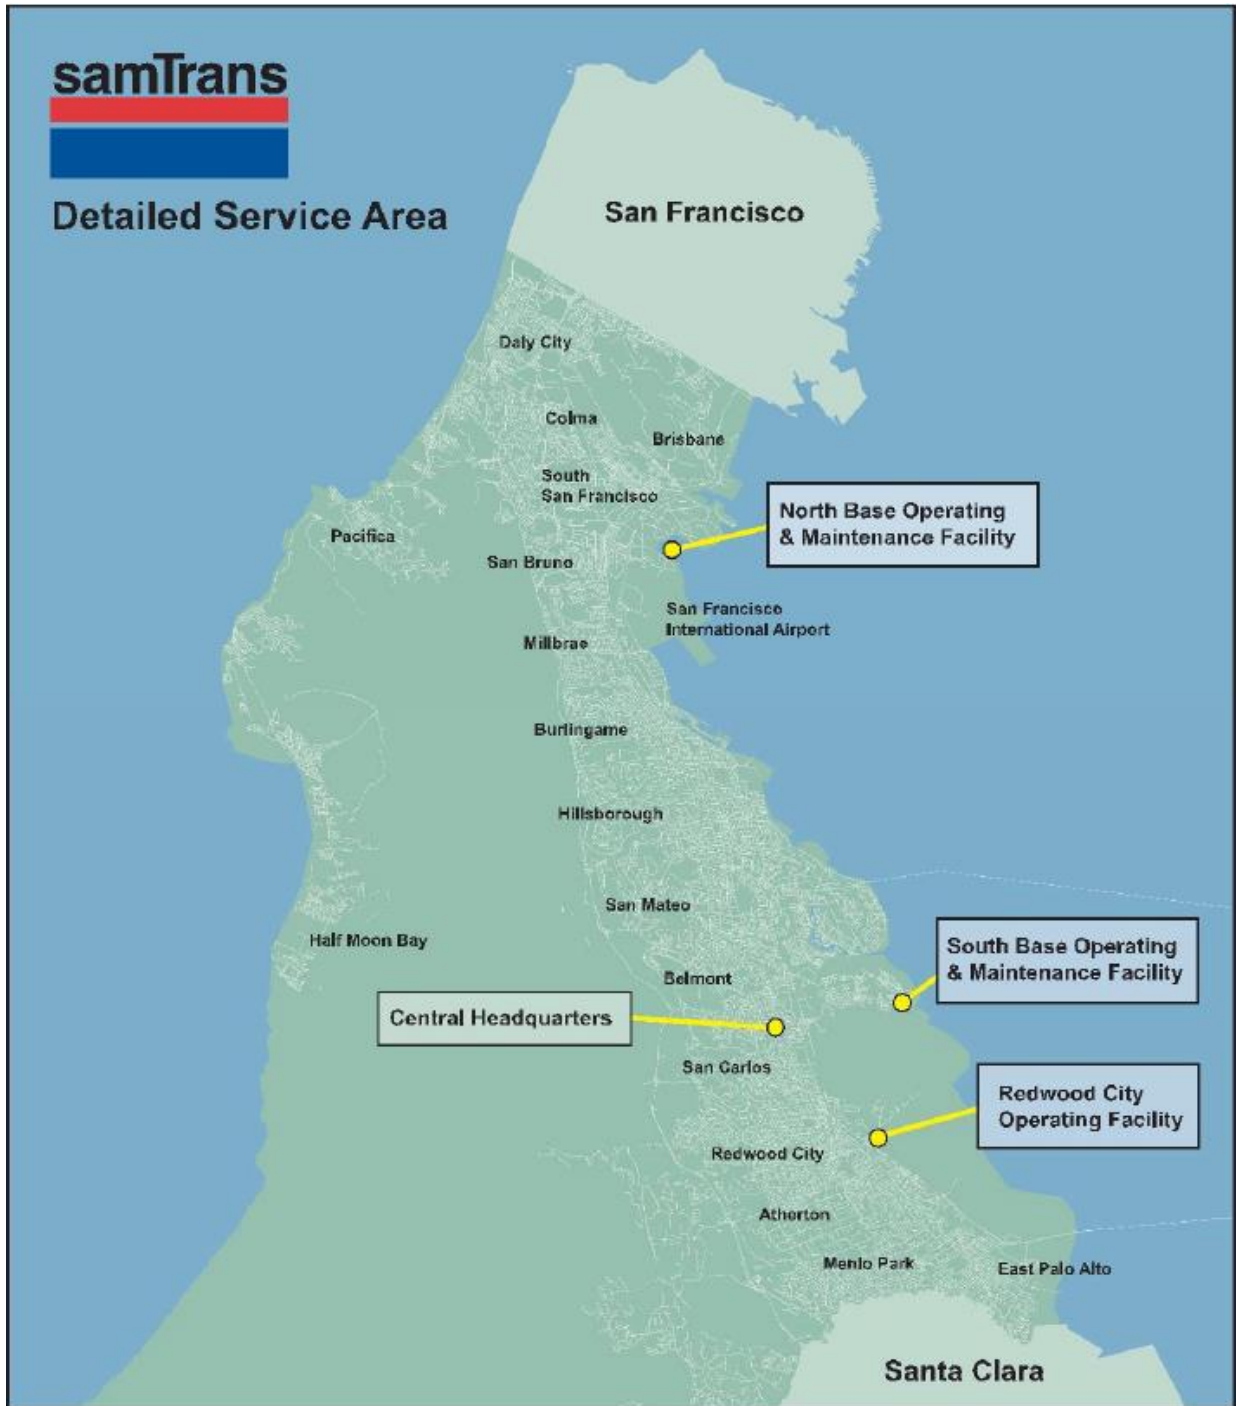 samTrans
Detailed Service Area
San Francisco
Daly City
Colma
Brisbane
South
San Francisco
North Base Operating
& Maintenance Facility
Pacifica
San Bruno
San Francisco
International Airport
Millbrae
Burlingame
Hillsborough
San Mateo
Half Moon Bay
South Base Operating
& Maintenance Facility
Belmont
Central Headquarters
San Carlos
Redwood City
Operating Facility
Redwood City
Atherton
Menlo Park
East Palo Alto
Santa Clara